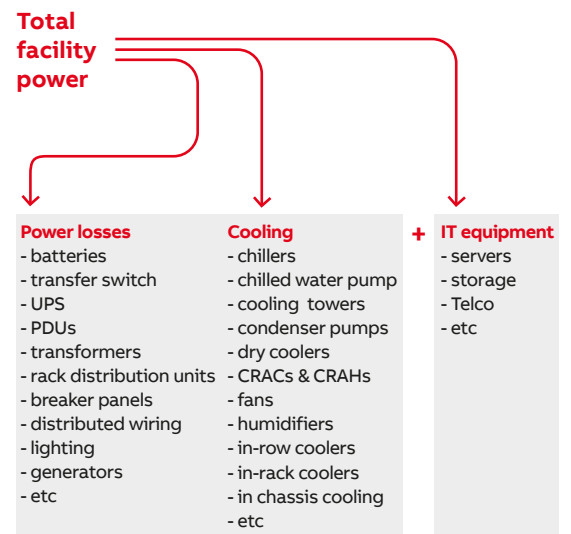 Total
facility
power
Power losses
- batteries
- transfer switch
- UPS
- PDUs
- transformers
- rack distribution units
- breaker panels
- distributed wiring
- lighting
- generators
- etc
Cooling
- chillers
- chilled water pump
- cooling towers
- condenser pumps
- dry coolers
- CRACs & CRAHs
- fans
- humidifiers
- in-row coolers
- in-rack coolers
- in chassis cooling
- etc
+
IT equipment
- servers
- storage
- Telco
- etc